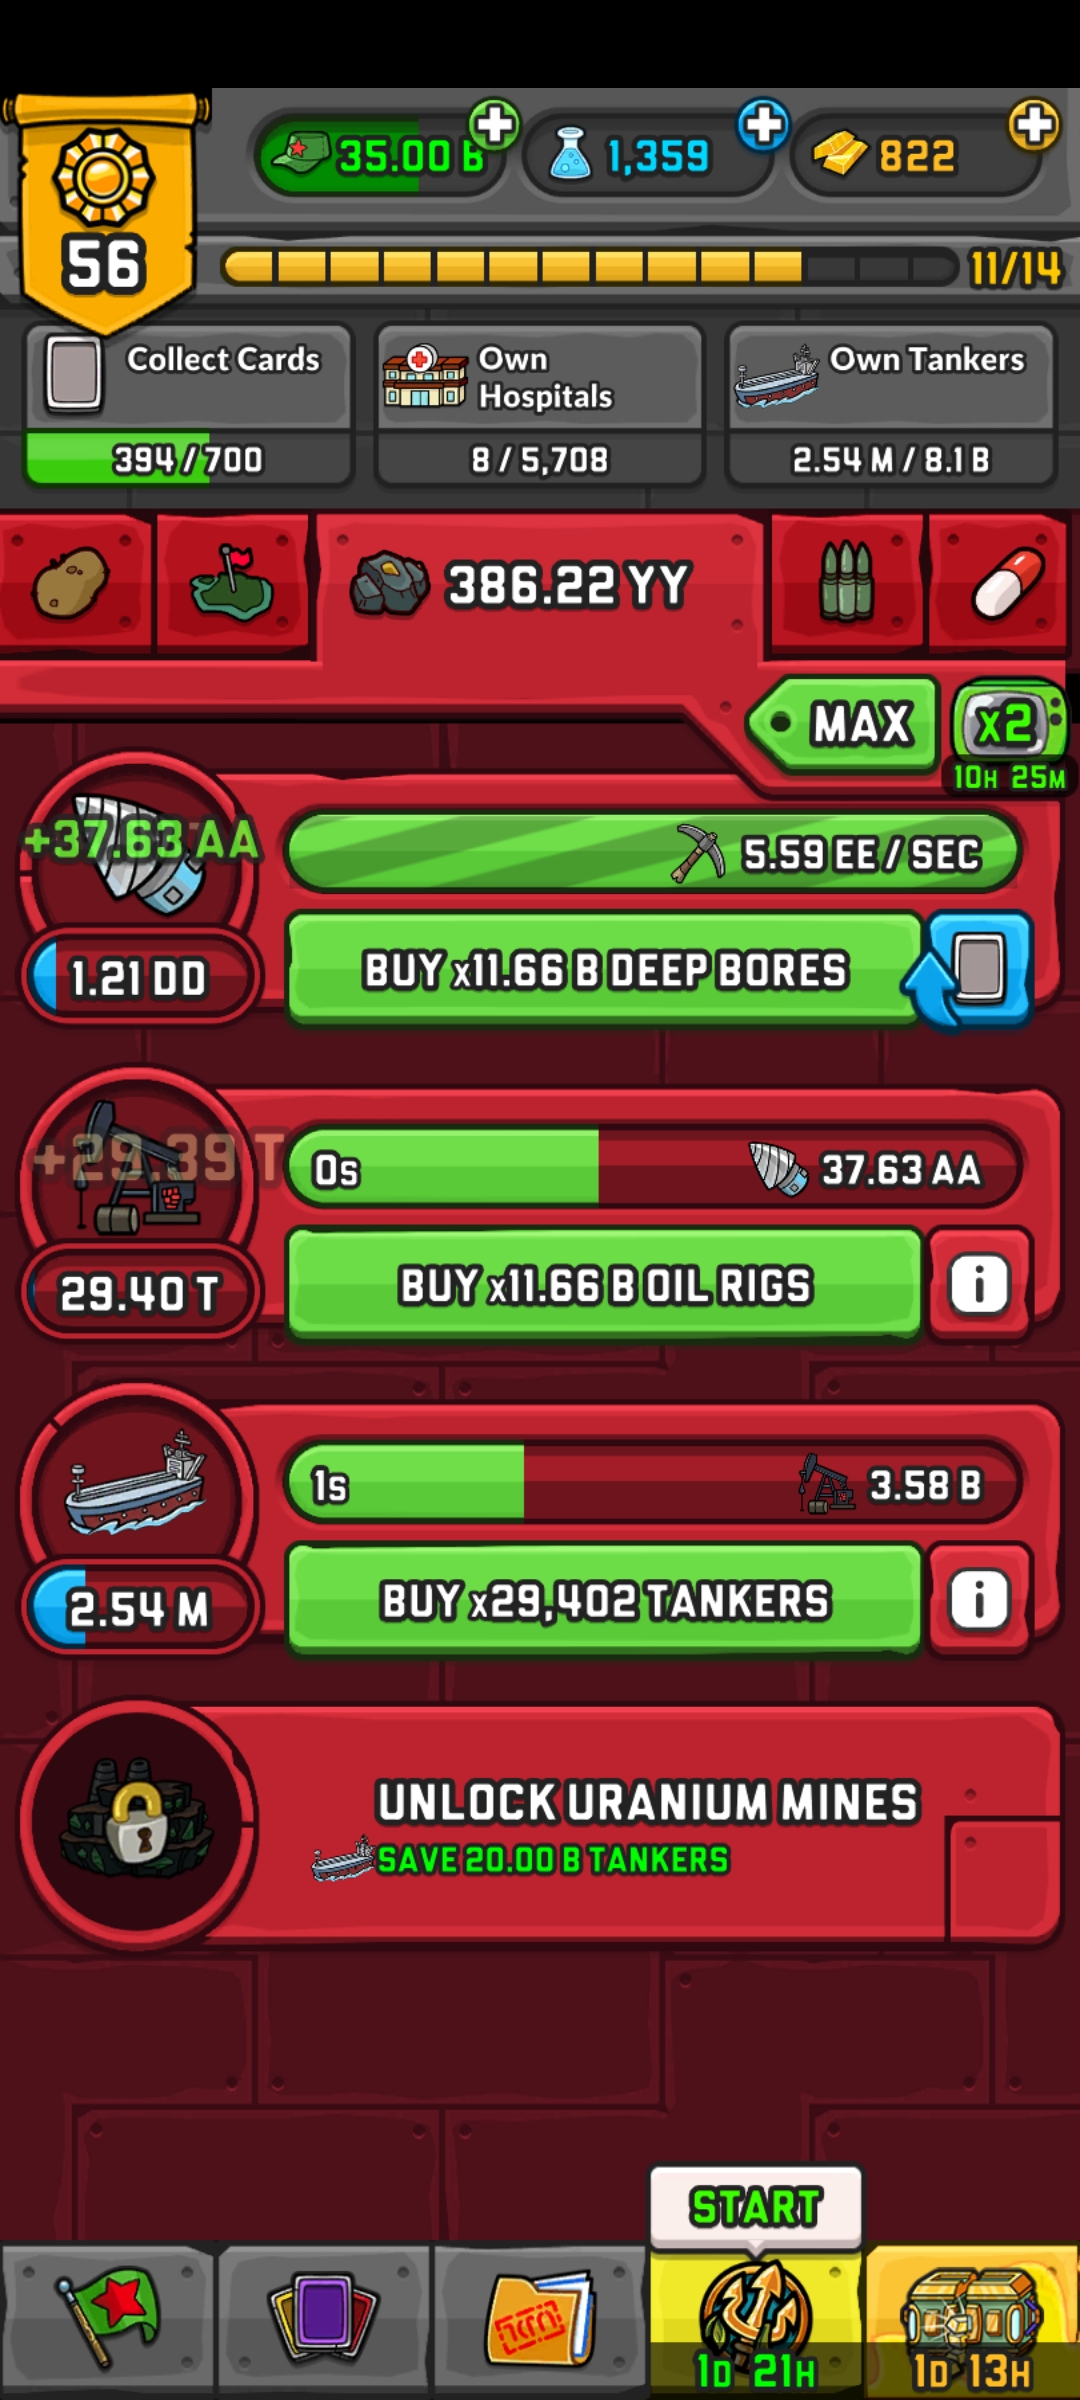 56
35.00 B
1,359
822
11/14
Collect Cards
394/700
Own
Hospitals
8/5,708
Own Tankers
2.54 M/8.1 B
386.22 YY
MAX
x2
10H 25M
+37.63 AA
5.59 EE/SEC
1.21 DD
BUY x11.66 B DEEP BORES
+29.39 T
0s
37.63 AA
29.40 T
BUY x11.66 B OIL RIGS
i
1s
3.58 B
2.54 M
BUY x29,402 TANKERS
i
UNLOCK URANIUM MINES
SAVE 20.00 B TANKERS
START
1D 21H
1D 13H